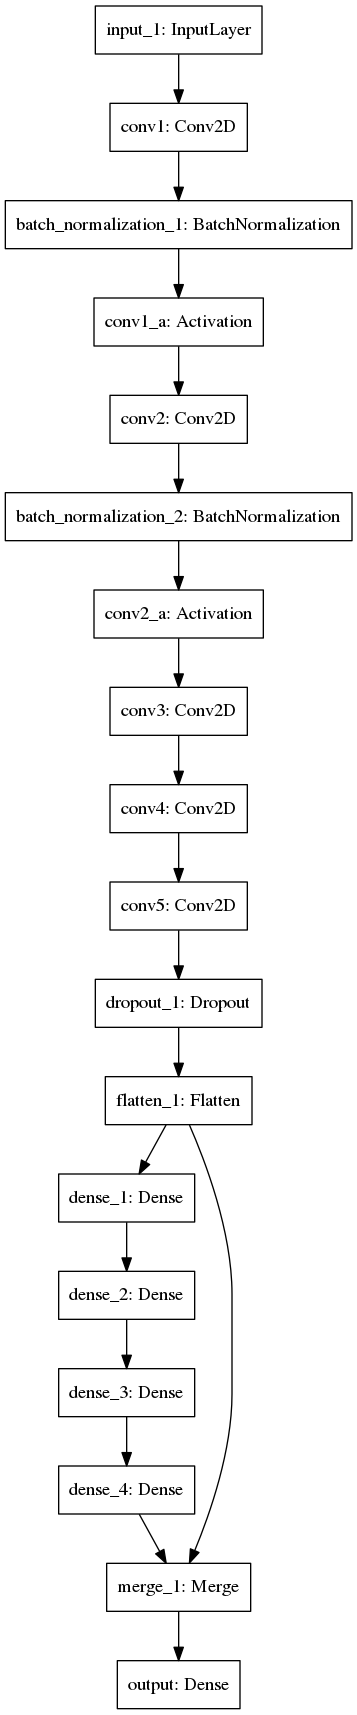 input_1: InputLayer
conv1: Conv2D
batch_normalization_1: BatchNormalization
conv1_a: Activation
conv2: Conv2D
batch_normalization_2: BatchNormalization
conv2_a: Activation
conv3: Conv2D
conv4: Conv2D
conv5: Conv2D
dropout_1: Dropout
flatten_1: Flatten
dense_1: Dense
dense_2: Dense
dense_3: Dense
dense_4: Dense
merge_1: Merge
output: Dense